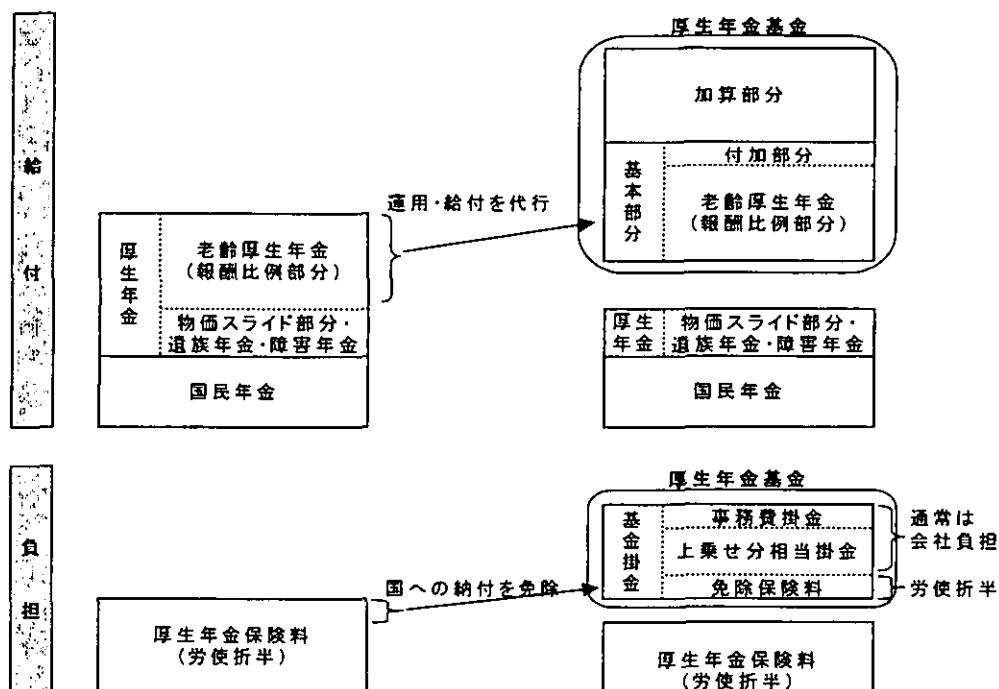 給付
厚生年金基金
加算部分
基本部分
付加部分
老齢厚生年金
(報酬比例部分)
運用・給付を代行
厚生年金
老齢厚生年金
(報酬比例部分)
物価スライド部分・
遺族年金・障害年金
国民年金
厚生
年金
物価スライド部分・
遺族年金・障害年金
国民年金
負担
厚生年金基金
基金掛金
事務費掛金
上乗せ分相当掛金
免除保険料
通常は
会社負担
労使折半
国への納付を免除
厚生年金保険料
(労使折半)
厚生年金保険料
(労使折半)